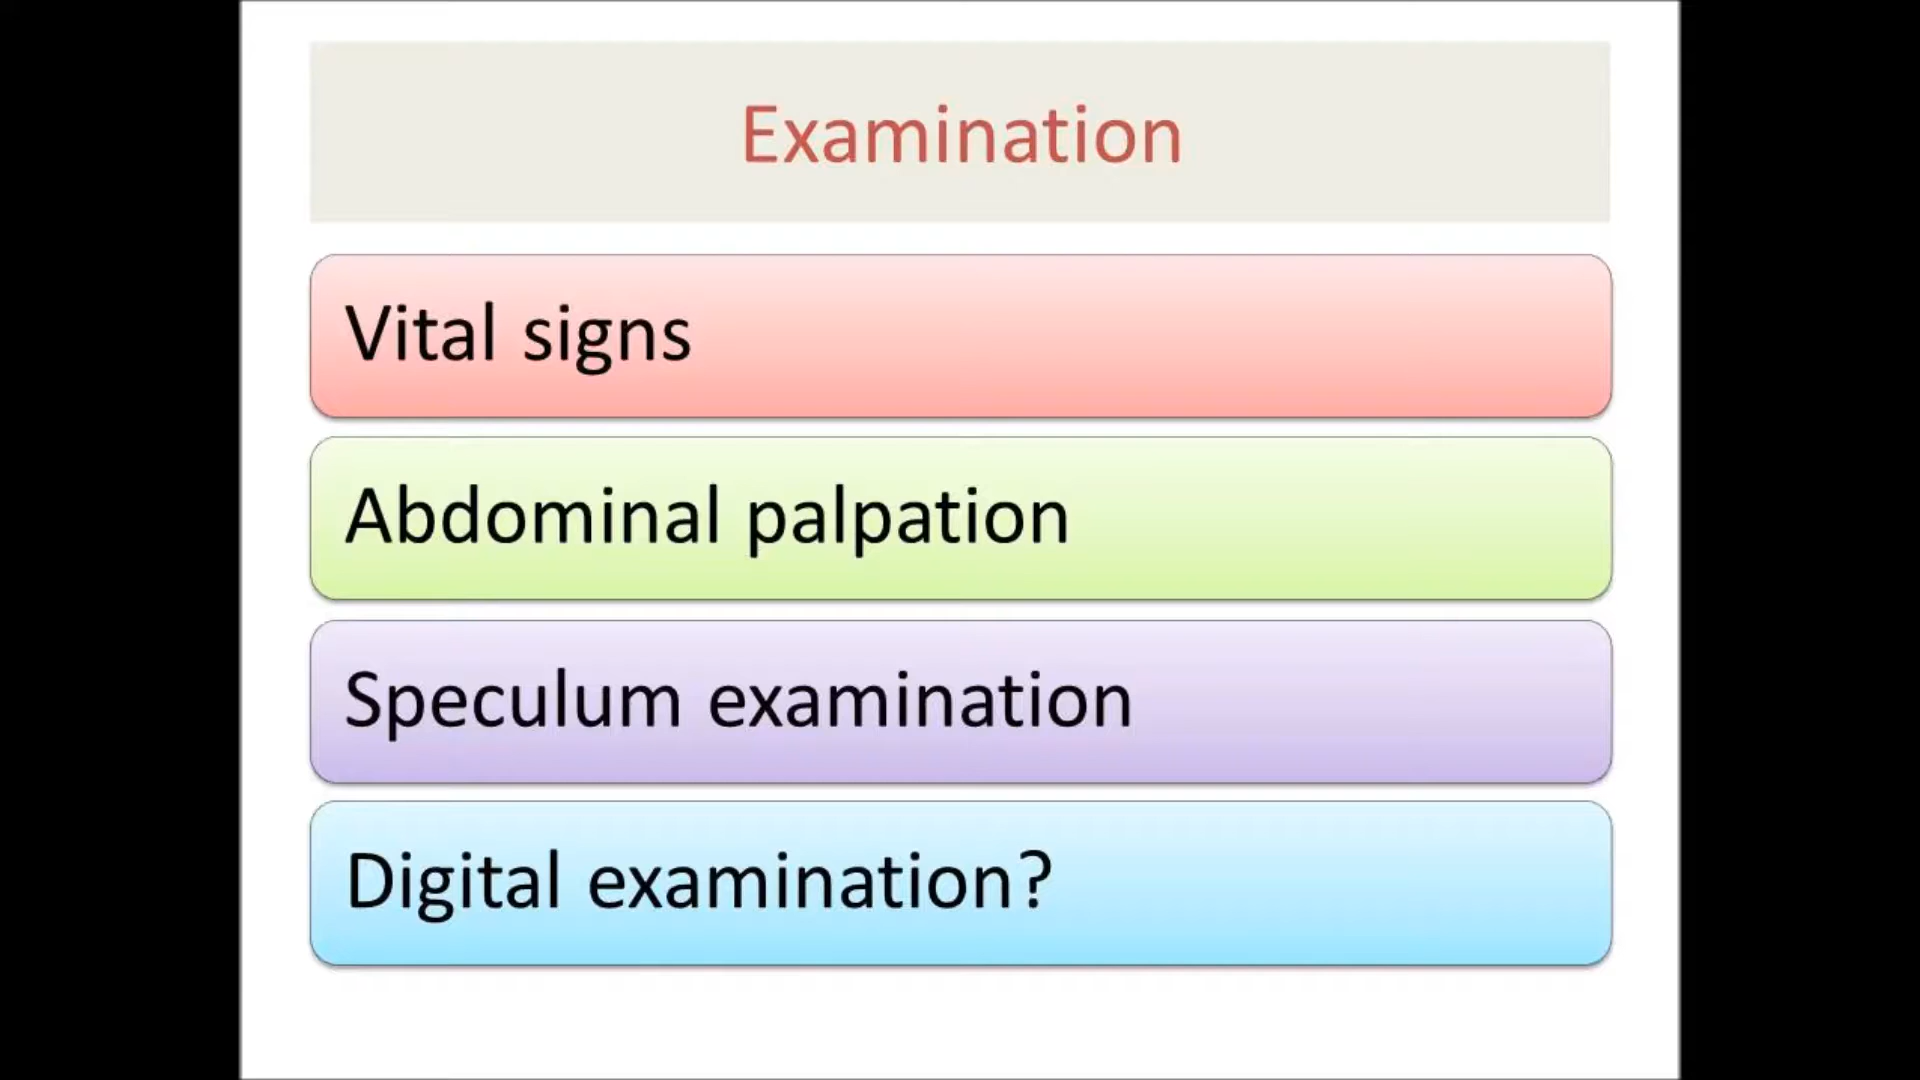 Examination
Vital signs
Abdominal palpation
Speculum examination
Digital examination?